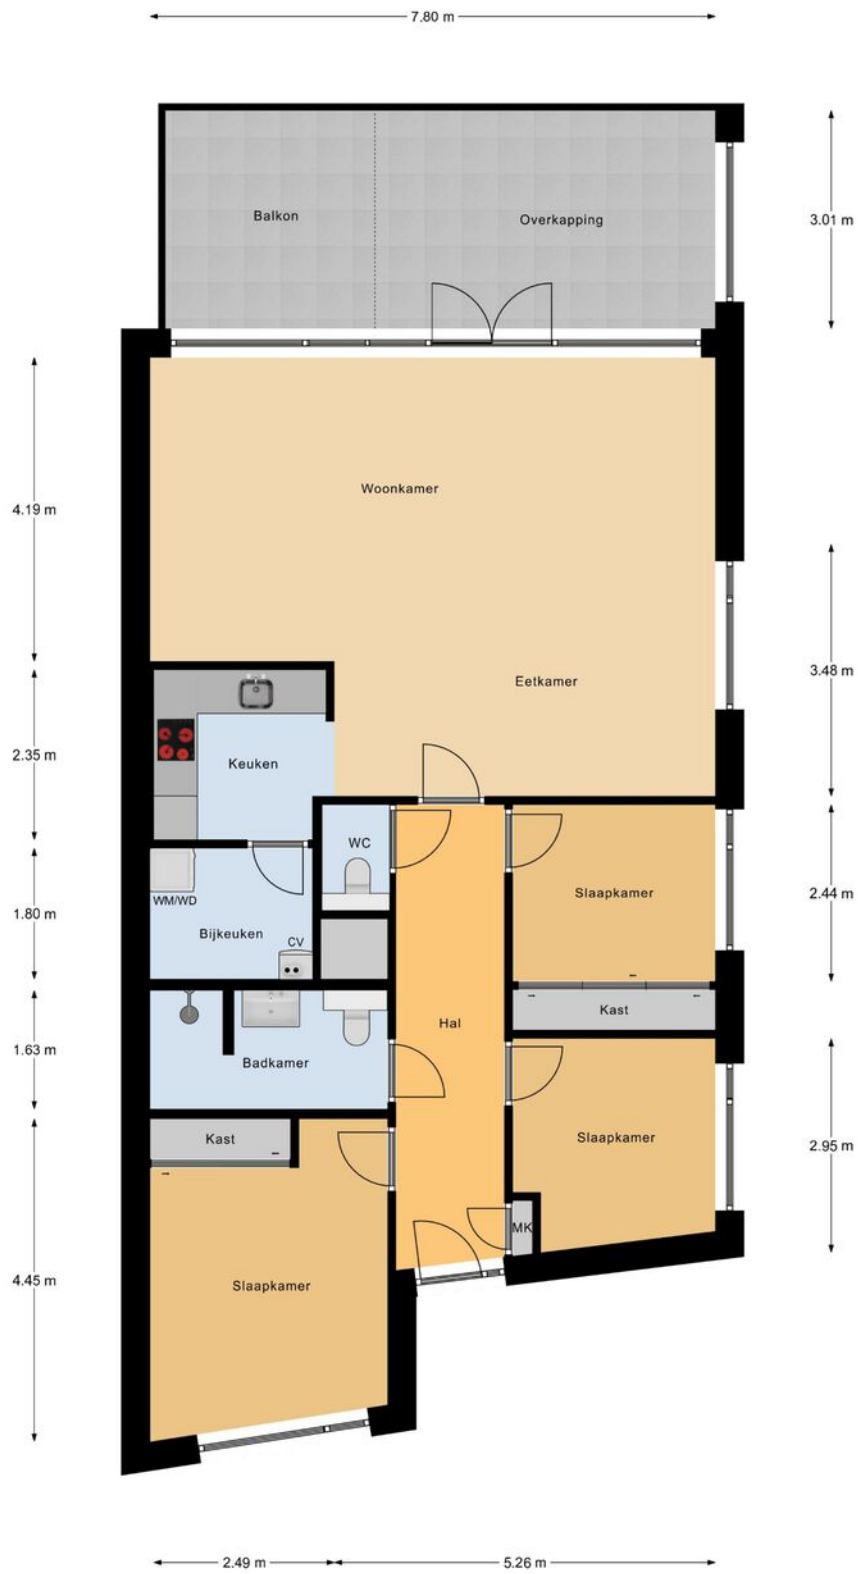 7.80 m
Balkon
Overkapping
3.01 m
Woonkamer
4.19 m
Eetkamer
3.48 m
Keuken
2.35 m
WC
Slaapkamer
2.44 m
WM/WD
Bijkeuken
CV
1.80 m
Kast
Hal
Badkamer
1.63 m
Kast
Slaapkamer
2.95 m
MK
Slaapkamer
4.45 m
2.49 m
5.26 m